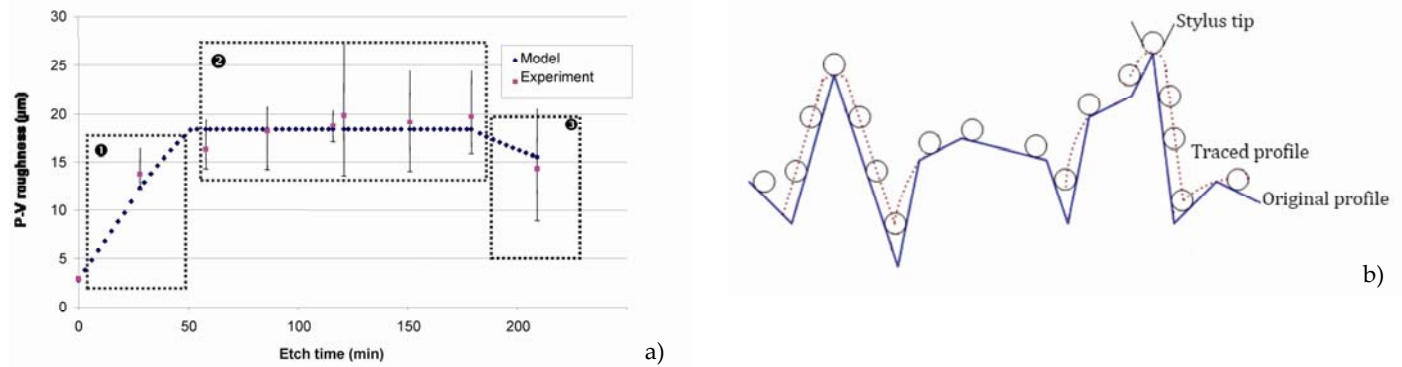 30
25
20
15
10
5
0
P-V roughness (µm)
❶
❷
❸
Model
Experiment
0
50
100
150
200
Etch time (min)
a)
Stylus tip
Traced profile
Original profile
b)